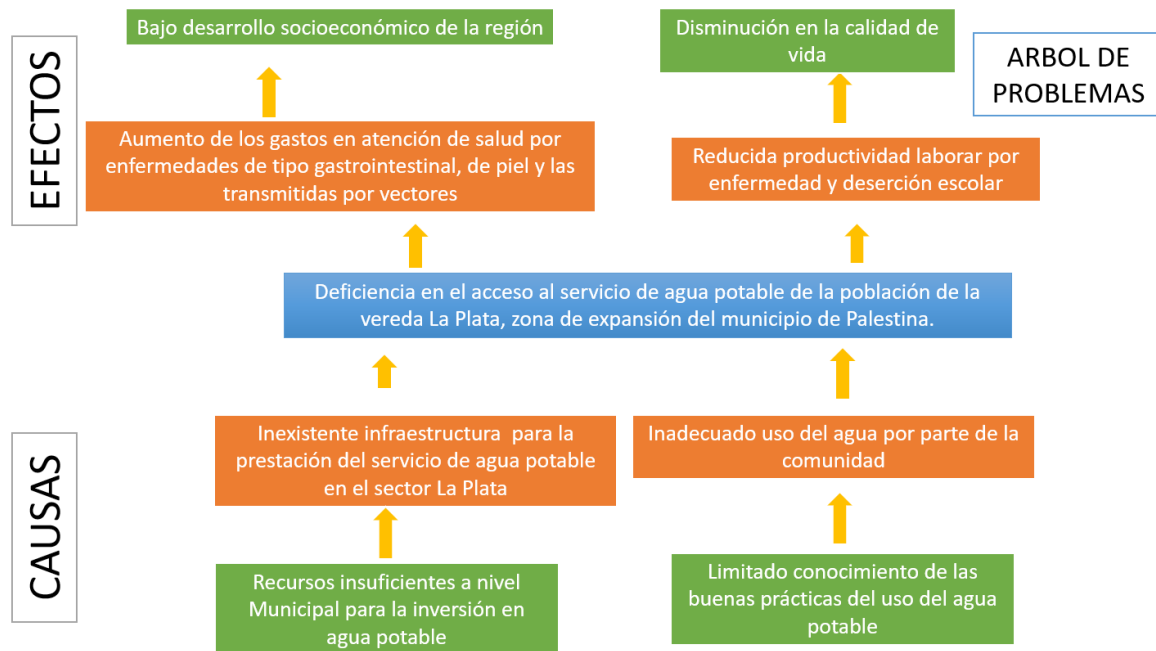 EFECTOS
Bajo desarrollo socioeconómico de la región
Disminución en la calidad de
vida
ARBOL DE
PROBLEMAS
Aumento de los gastos en atención de salud por
enfermedades de tipo gastrointestinal, de piel y las
transmitidas por vectores
Reducida productividad laborar por
enfermedad y deserción escolar
Deficiencia en el acceso al servicio de agua potable de la población de la
vereda La Plata, zona de expansión del municipio de Palestina.
CAUSAS
Inexistente infraestructura para la
prestación del servicio de agua potable
en el sector La Plata
Inadecuado uso del agua por parte de la
comunidad
Recursos insuficientes a nivel
Municipal para la inversión en
agua potable
Limitado conocimiento de las
buenas prácticas del uso del agua
potable